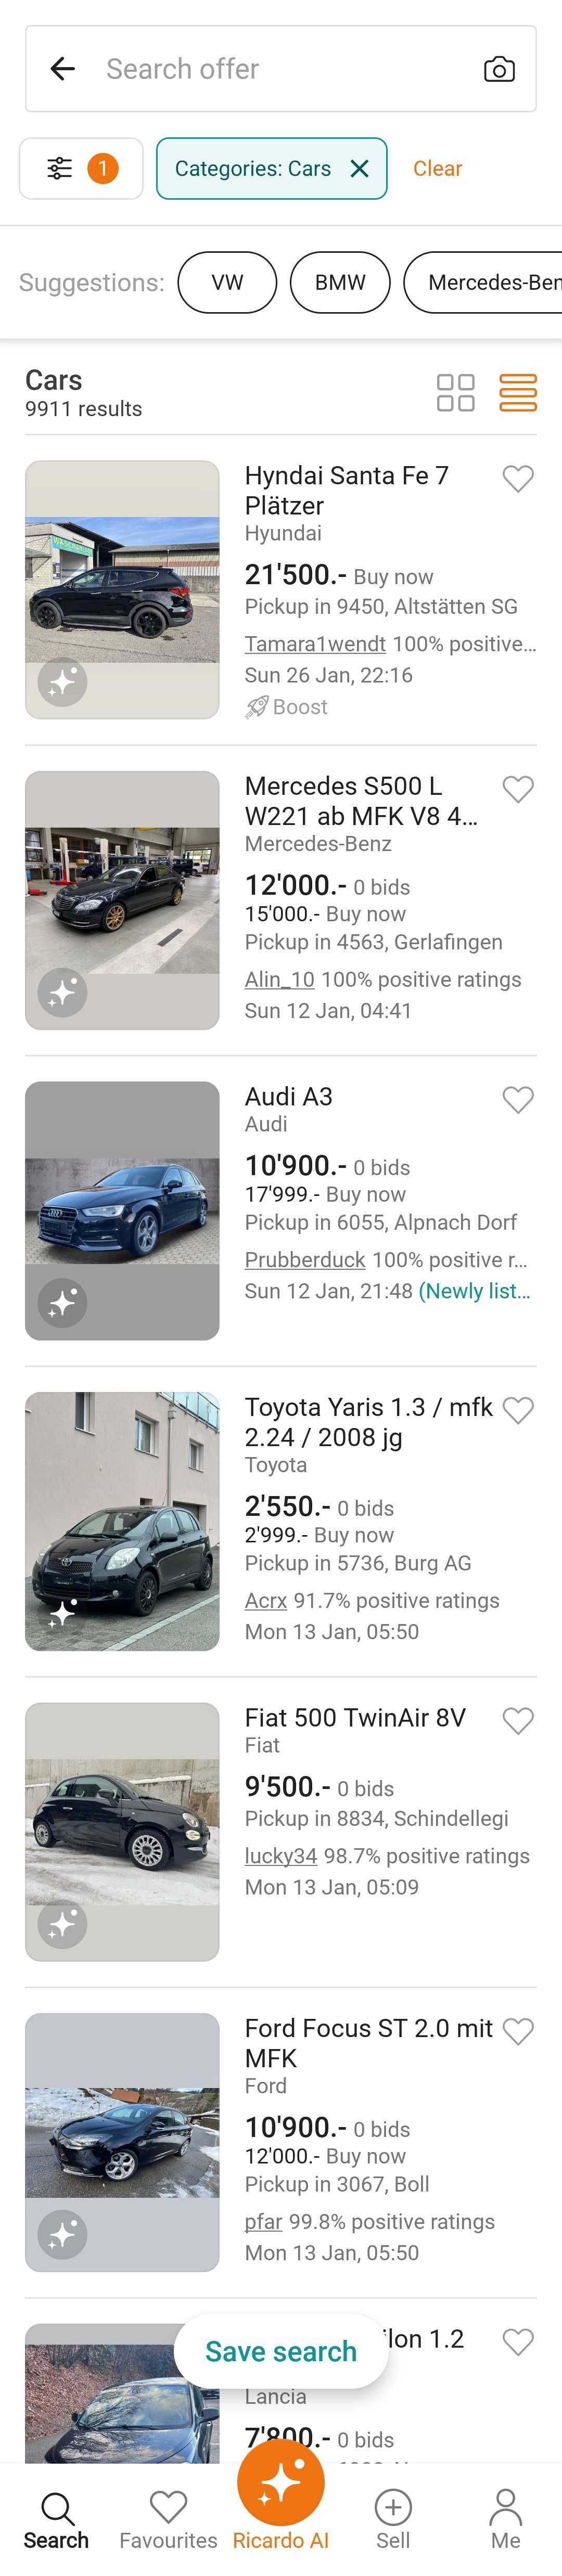 Search offer
1
Categories: Cars
Clear
Suggestions:
VW
BMW
Mercedes-Ben
Cars
9911 results
Hyndai Santa Fe 7
Plätzer
Hyundai
21'500.- Buy now
Pickup in 9450, Altstätten SG
Tamara1wendt 100% positive...
Sun 26 Jan, 22:16
Boost
Mercedes S500 L
W221 ab MFK V8 4...
Mercedes-Benz
12'000.- 0 bids
15'000.- Buy now
Pickup in 4563, Gerlafingen
Alin_10 100% positive ratings
Sun 12 Jan, 04:41
Audi A3
Audi
10'900.- 0 bids
17'999.- Buy now
Pickup in 6055, Alpnach Dorf
Prubberduck 100% positive r...
Sun 12 Jan, 21:48 (Newly list...
Toyota Yaris 1.3 / mfk
2.24 / 2008 jg
Toyota
2'550.- 0 bids
2'999.- Buy now
Pickup in 5736, Burg AG
Acrx 91.7% positive ratings
Mon 13 Jan, 05:50
Fiat 500 TwinAir 8V
Fiat
9'500.- 0 bids
Pickup in 8834, Schindellegi
lucky34 98.7% positive ratings
Mon 13 Jan, 05:09
Ford Focus ST 2.0 mit
MFK
Ford
10'900.- 0 bids
12'000.- Buy now
Pickup in 3067, Boll
pfar 99.8% positive ratings
Mon 13 Jan, 05:50
ilon 1.2
Save search
Lancia
7'800.- 0 bids
Search
Favourites
Ricardo AI
Sell
Me